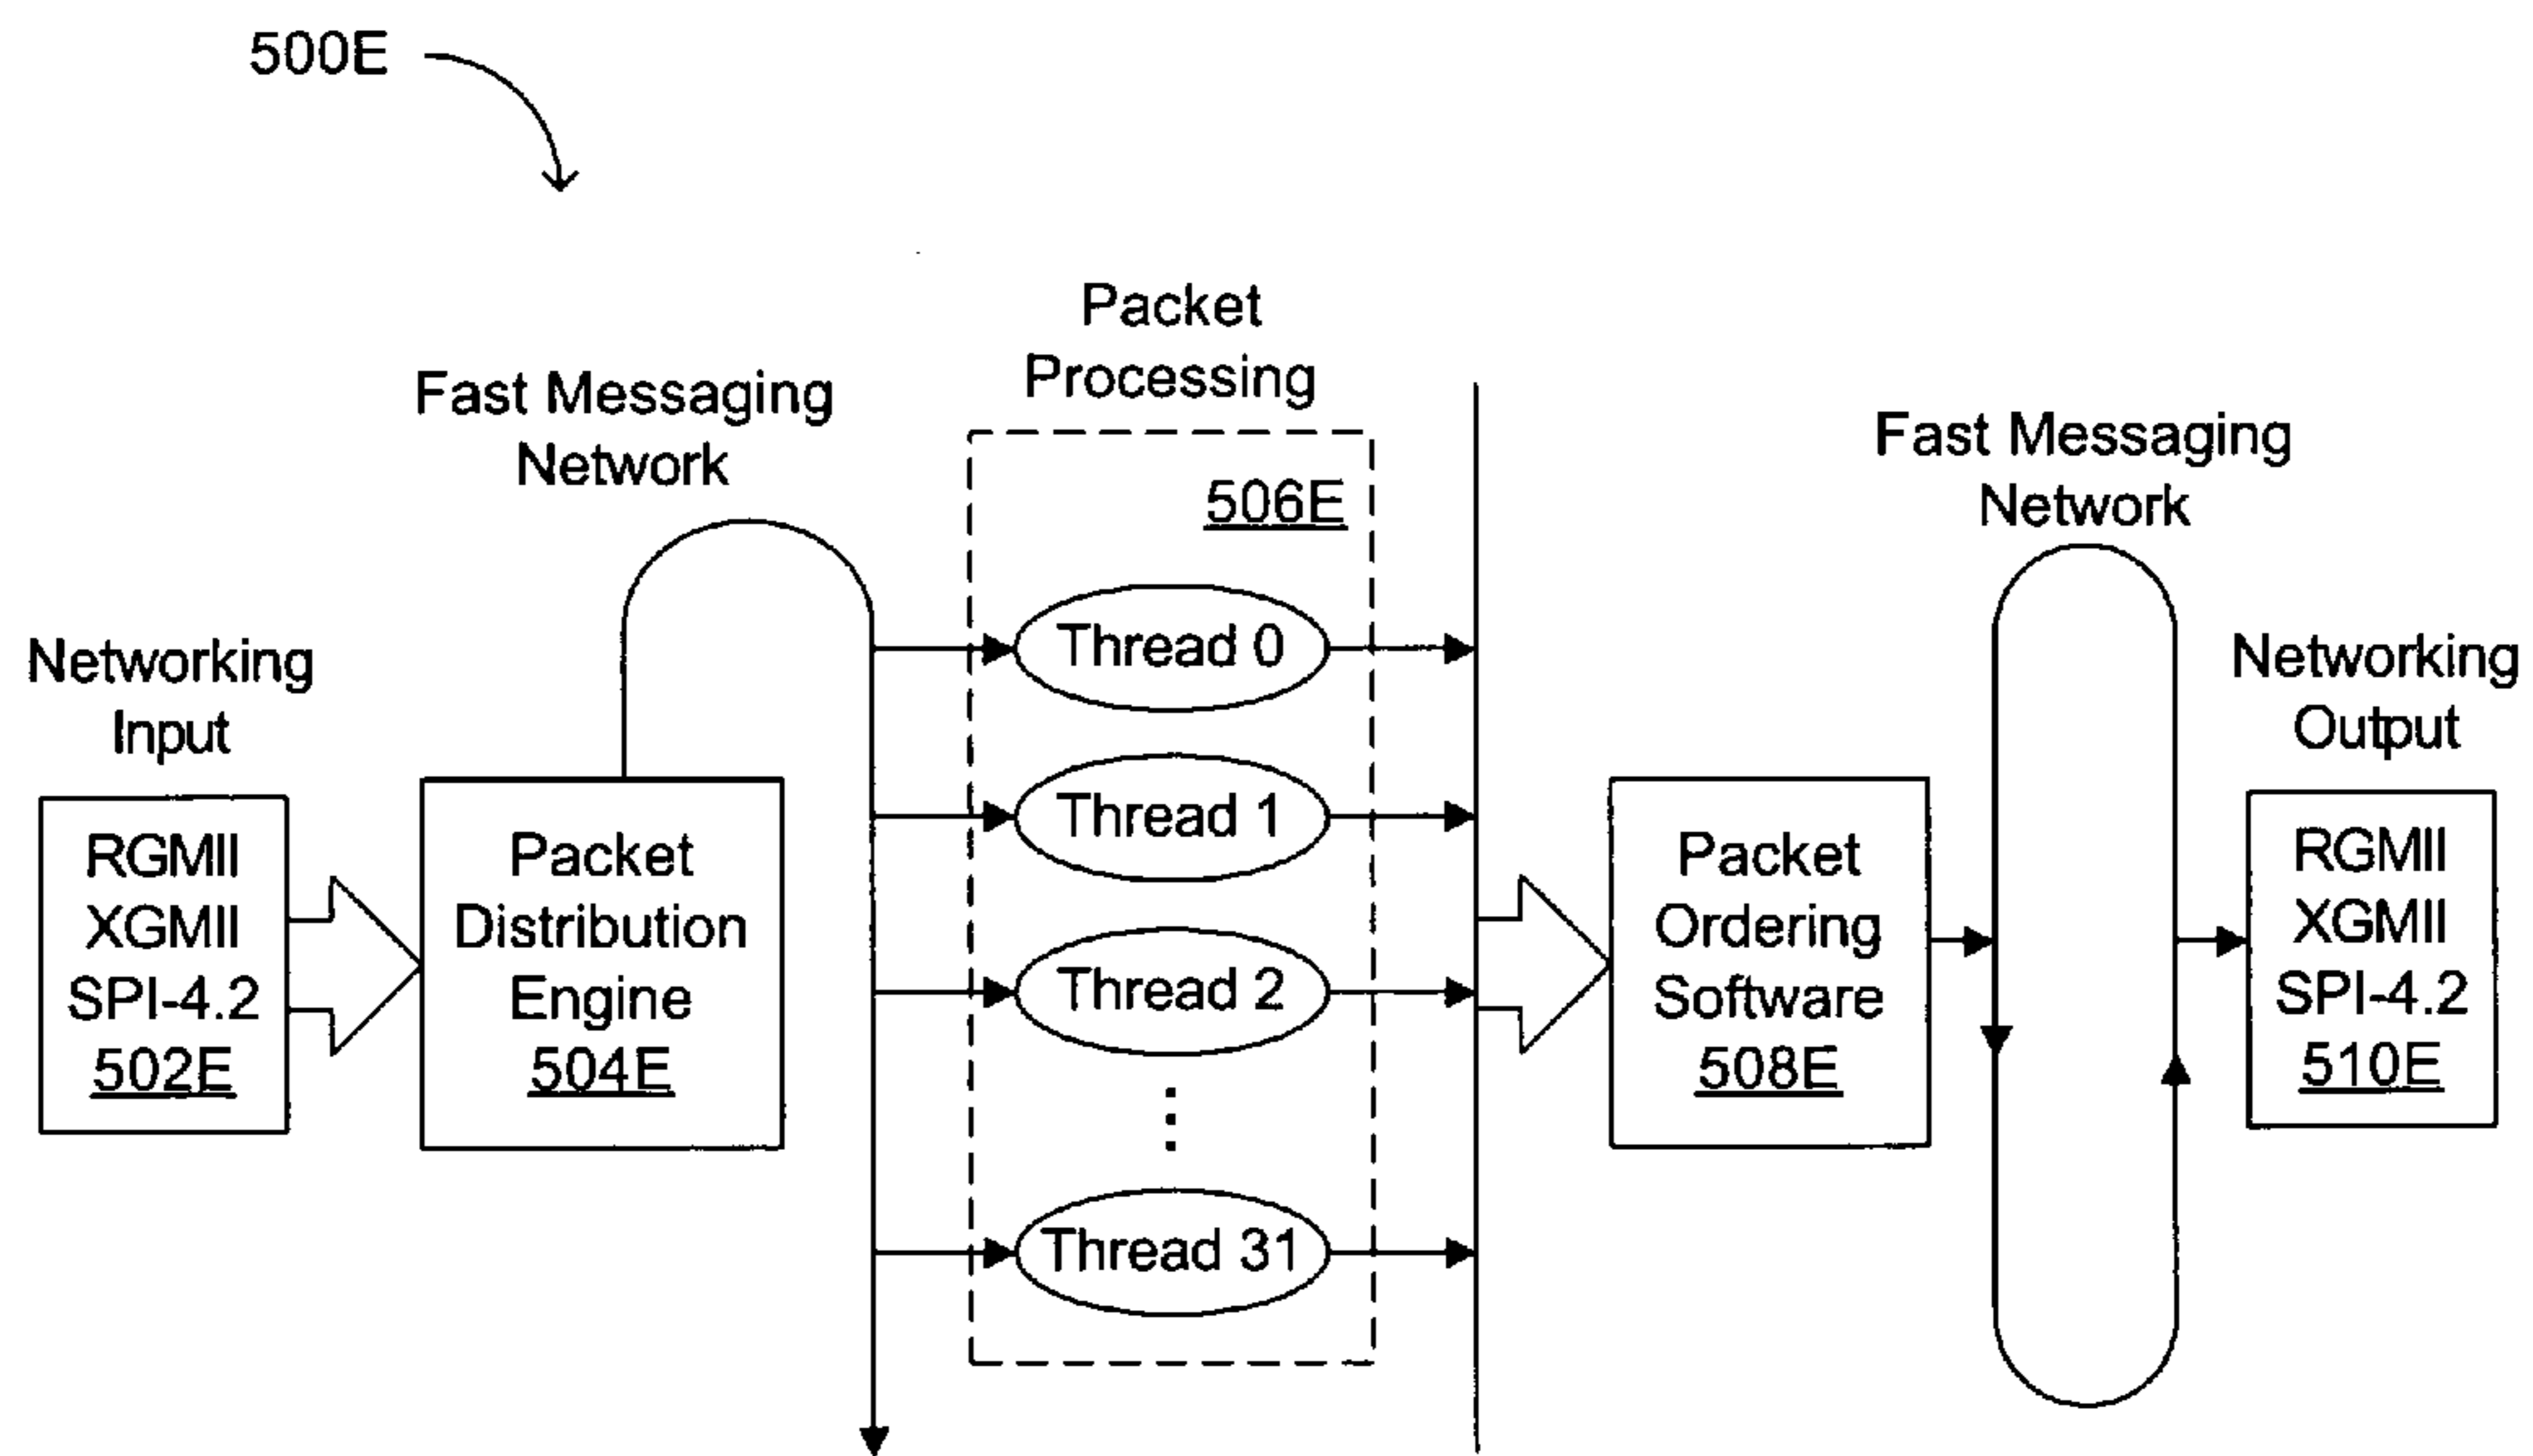 500E
Networking
Input
RGMII
XGMII
SPI-4.2
502E
Packet
Distribution
Engine
504E
Fast Messaging
Network
Packet
Processing
506E
Thread 0
Thread 1
Thread 2
Thread 31
Packet
Ordering
Software
508E
Fast Messaging
Network
Networking
Output
RGMII
XGMII
SPI-4.2
510E